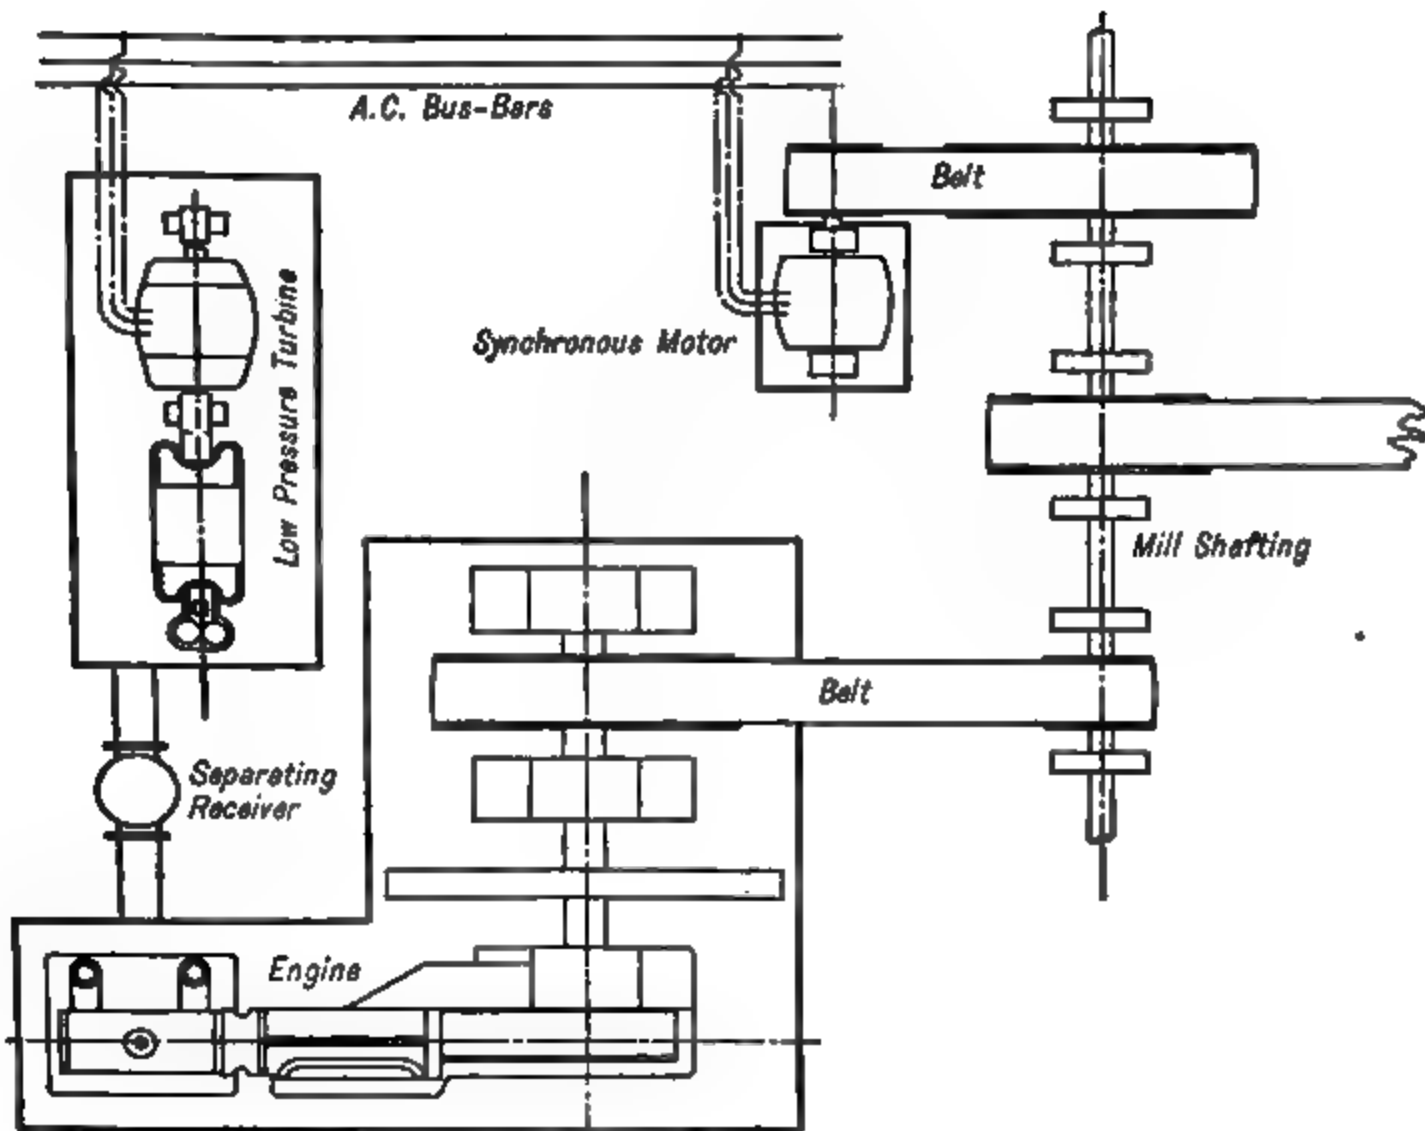 A.C. Bus-Bars
Belt
Synchronous Motor
Low Pressure Turbine
Mill Shafting
Belt
Separating
Receiver
Engine